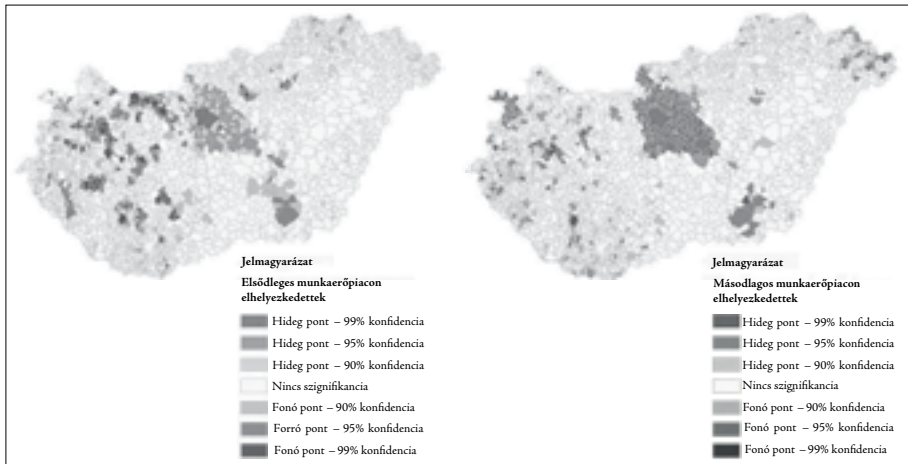 Jelmagyarázat
Elsődleges munkaerőpiacon
elhelyezkedettek
Hideg pont – 99% konfidencia
Hideg pont – 95% konfidencia
Hideg pont – 90% konfidencia
Nincs szignifikancia
Fonó pont – 90% konfidencia
Forró pont – 95% konfidencia
Fonó pont – 99% konfidencia
Jelmagyarázat
Másodlagos munkaerőpiacon
elhelyezkedettek
Hideg pont – 99% konfidencia
Hideg pont – 95% konfidencia
Hideg pont – 90% konfidencia
Nincs szignifikancia
Fonó pont – 90% konfidencia
Fonó pont – 95% konfidencia
Fonó pont – 99% konfidencia